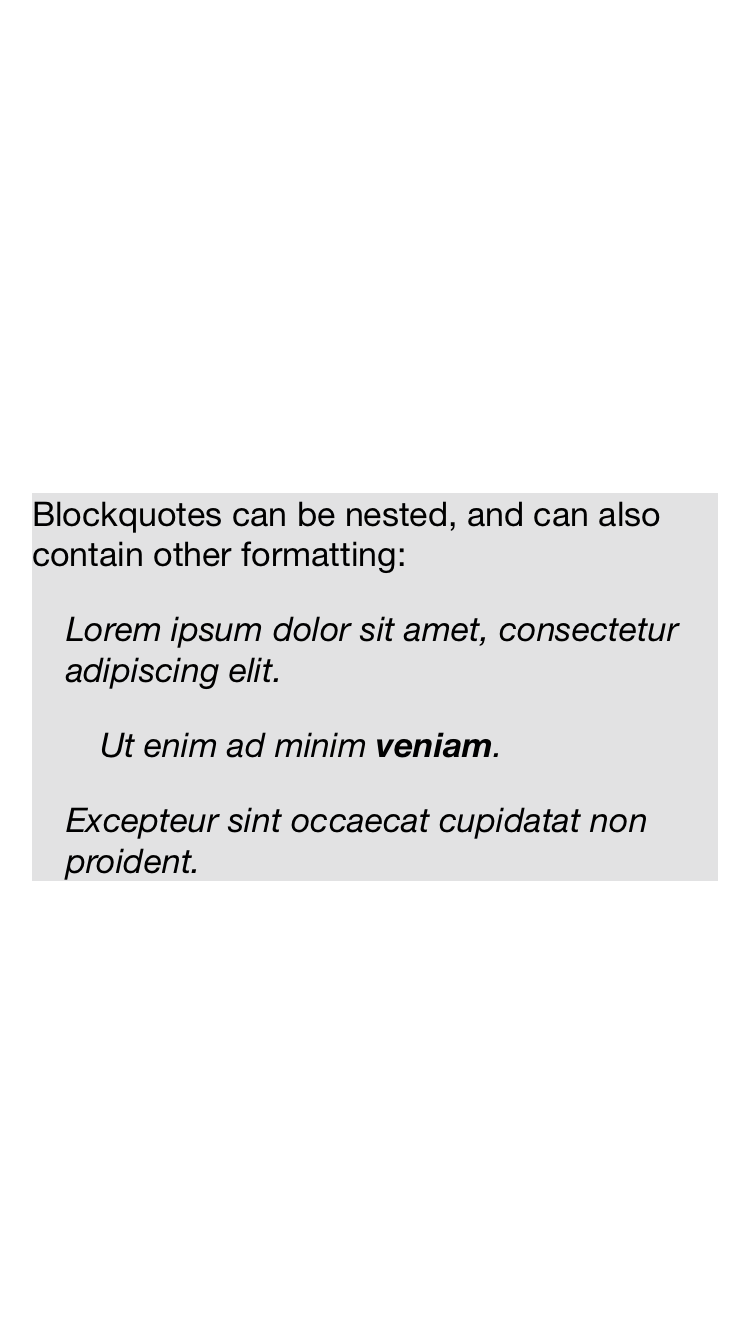 Blockquotes can be nested, and can also
contain other formatting:
Lorem ipsum dolor sit amet, consectetur
adipiscing elit.
Ut enim ad minim veniam.
Excepteur sint occaecat cupidatat non
proident.